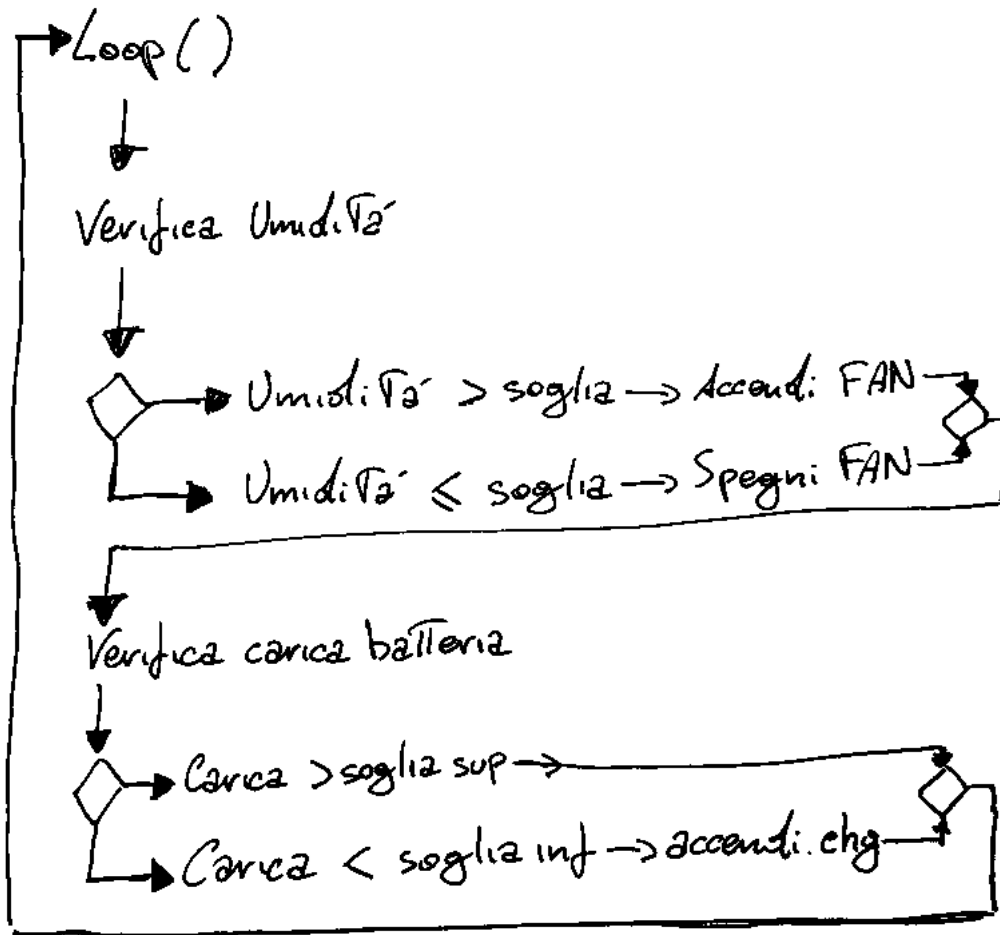 Loop ()
Verifica Umidità
Umidità > soglia → Accendi FAN
Umidità ≤ soglia → Spegni FAN
Verifica carica batteria
Carica > soglia sup →
Carica < soglia inf → accendi.chg